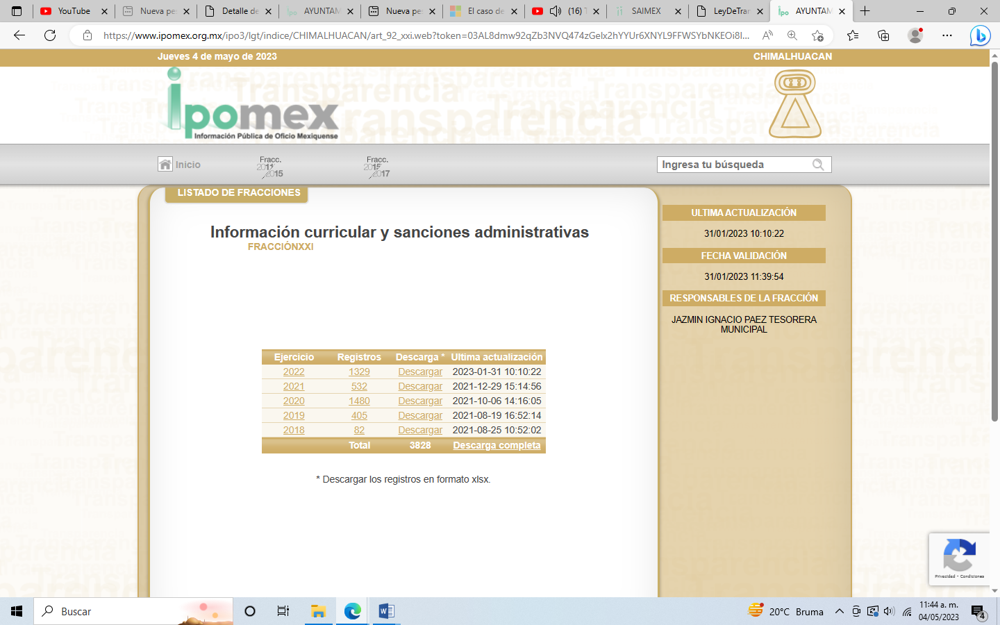 YouTube
Nueva pe
Detalle de
AYUNTAM
Nueva pe
El caso de
(16) T
SAIMEX
LeyDeTran
AYUNTAM
https://www.ipomex.org.mx/ipo3/lgt/indice/CHIMALHUACAN/art_92_xxi.web?token=03AL8dmw92qZb3NVQ474zGelx2hYYUr6XNYL9FFWSYbNKEOi8I...
Jueves 4 de mayo de 2023
CHIMALHUACAN
Transparencia
ipomex
Información Pública de Oficio Mexiquense
Inicio
Fracc. 2011/2015
Fracc. 2015/2017
Ingresa tu búsqueda
LISTADO DE FRACCIONES
Información curricular y sanciones administrativas
FRACCIÓNXXI
ULTIMA ACTUALIZACIÓN
31/01/2023 10:10:22
FECHA VALIDACIÓN
31/01/2023 11:39:54
RESPONSABLES DE LA FRACCIÓN
JAZMIN IGNACIO PAEZ TESORERA
MUNICIPAL
Ejercicio Registros Descarga * Ultima actualización
2022 1329 Descargar 2023-01-31 10:10:22
2021 532 Descargar 2021-12-29 15:14:56
2020 1480 Descargar 2021-10-06 14:16:05
2019 405 Descargar 2021-08-19 16:52:14
2018 82 Descargar 2021-08-25 10:52:02
Total 3828 Descarga completa
* Descargar los registros en formato xlsx.
Privacidad - Condiciones
Buscar
20°C Bruma
11:44 a. m.
04/05/2023
4